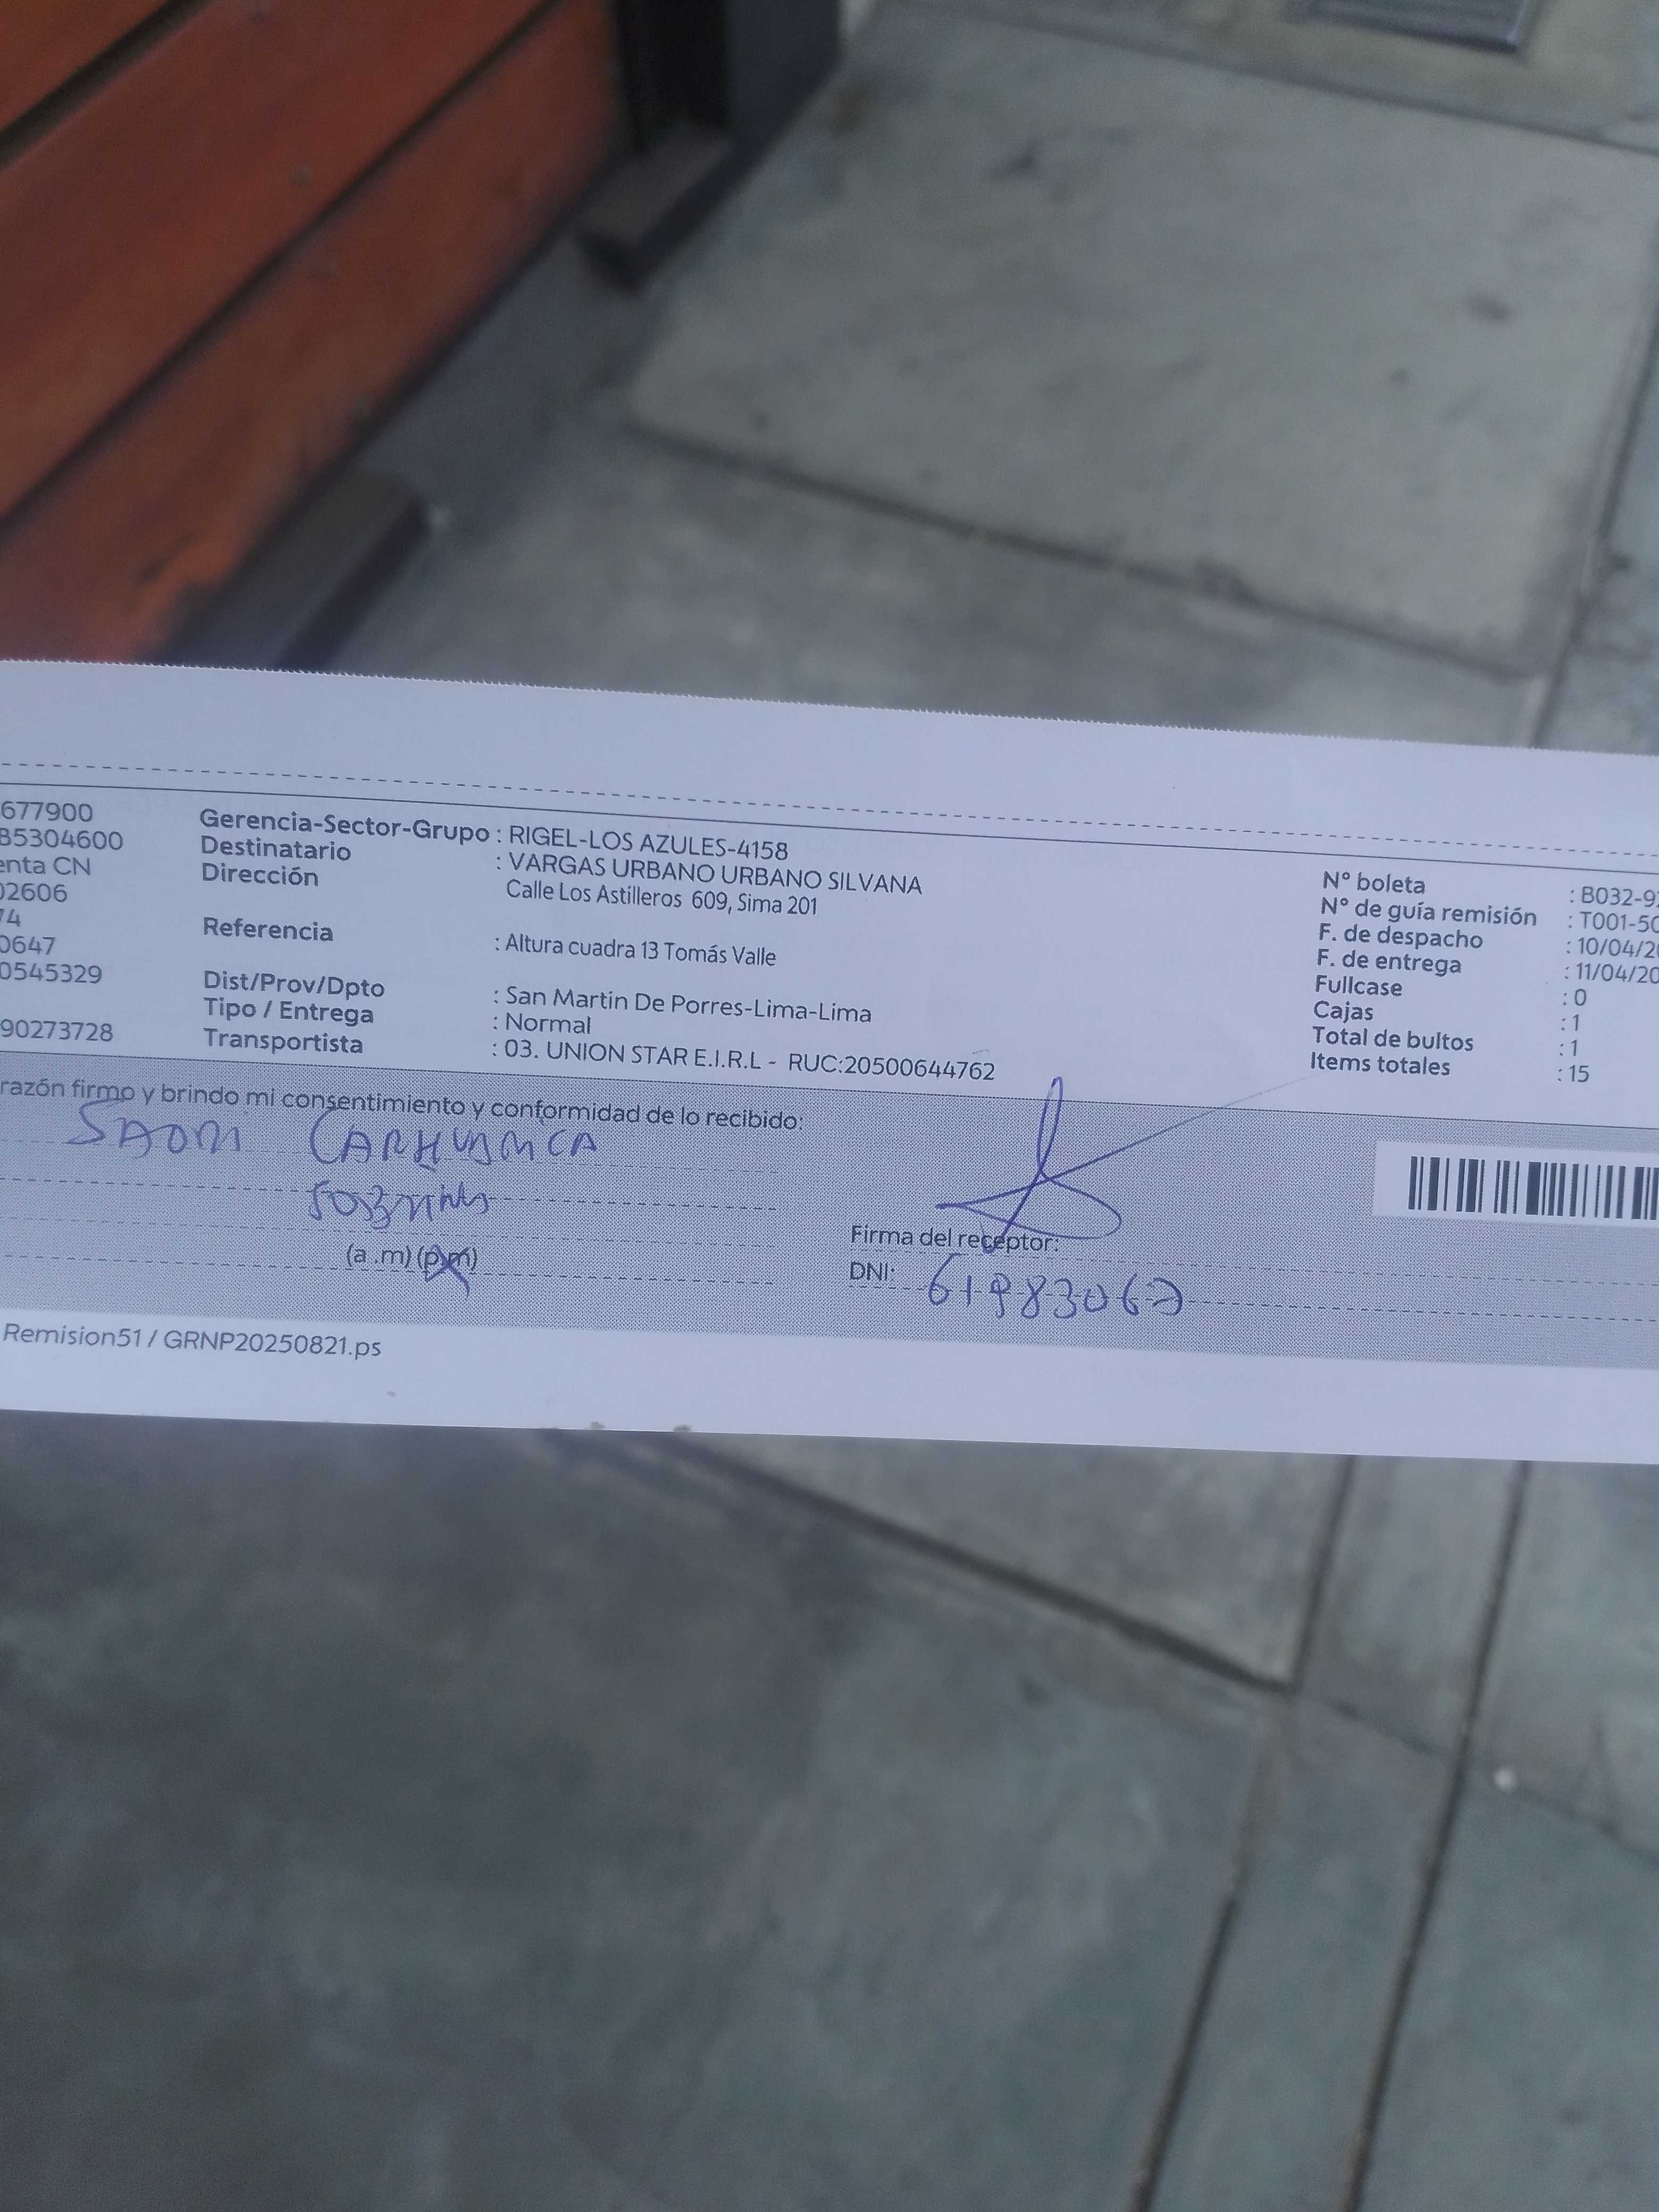 677900
B5304600
enta CN
02606
74
0647
0545329
90273728
Gerencia-Sector-Grupo : RIGEL-LOS AZULES-4158
Destinatario : VARGAS URBANO URBANO SILVANA
Dirección Calle Los Astilleros 609, Sima 201
Referencia : Altura cuadra 13 Tomás Valle
Dist/Prov/Dpto : San Martin De Porres-Lima-Lima
Tipo / Entrega : Normal
Transportista : 03. UNION STAR E.I.R.L - RUC:20500644762
N° boleta : B032-9
N° de guía remisión : T001-50
F. de despacho : 10/04/20
F. de entrega : 11/04/20
Fullcase : 0
Cajas : 1
Total de bultos : 1
Items totales : 15
razón firmo y brindo mi consentimiento y conformidad de lo recibido:
CARHUAMCA
(a .m) (p.m)
Firma del receptor:
DNI: 61983067
Remision51 / GRNP20250821.ps